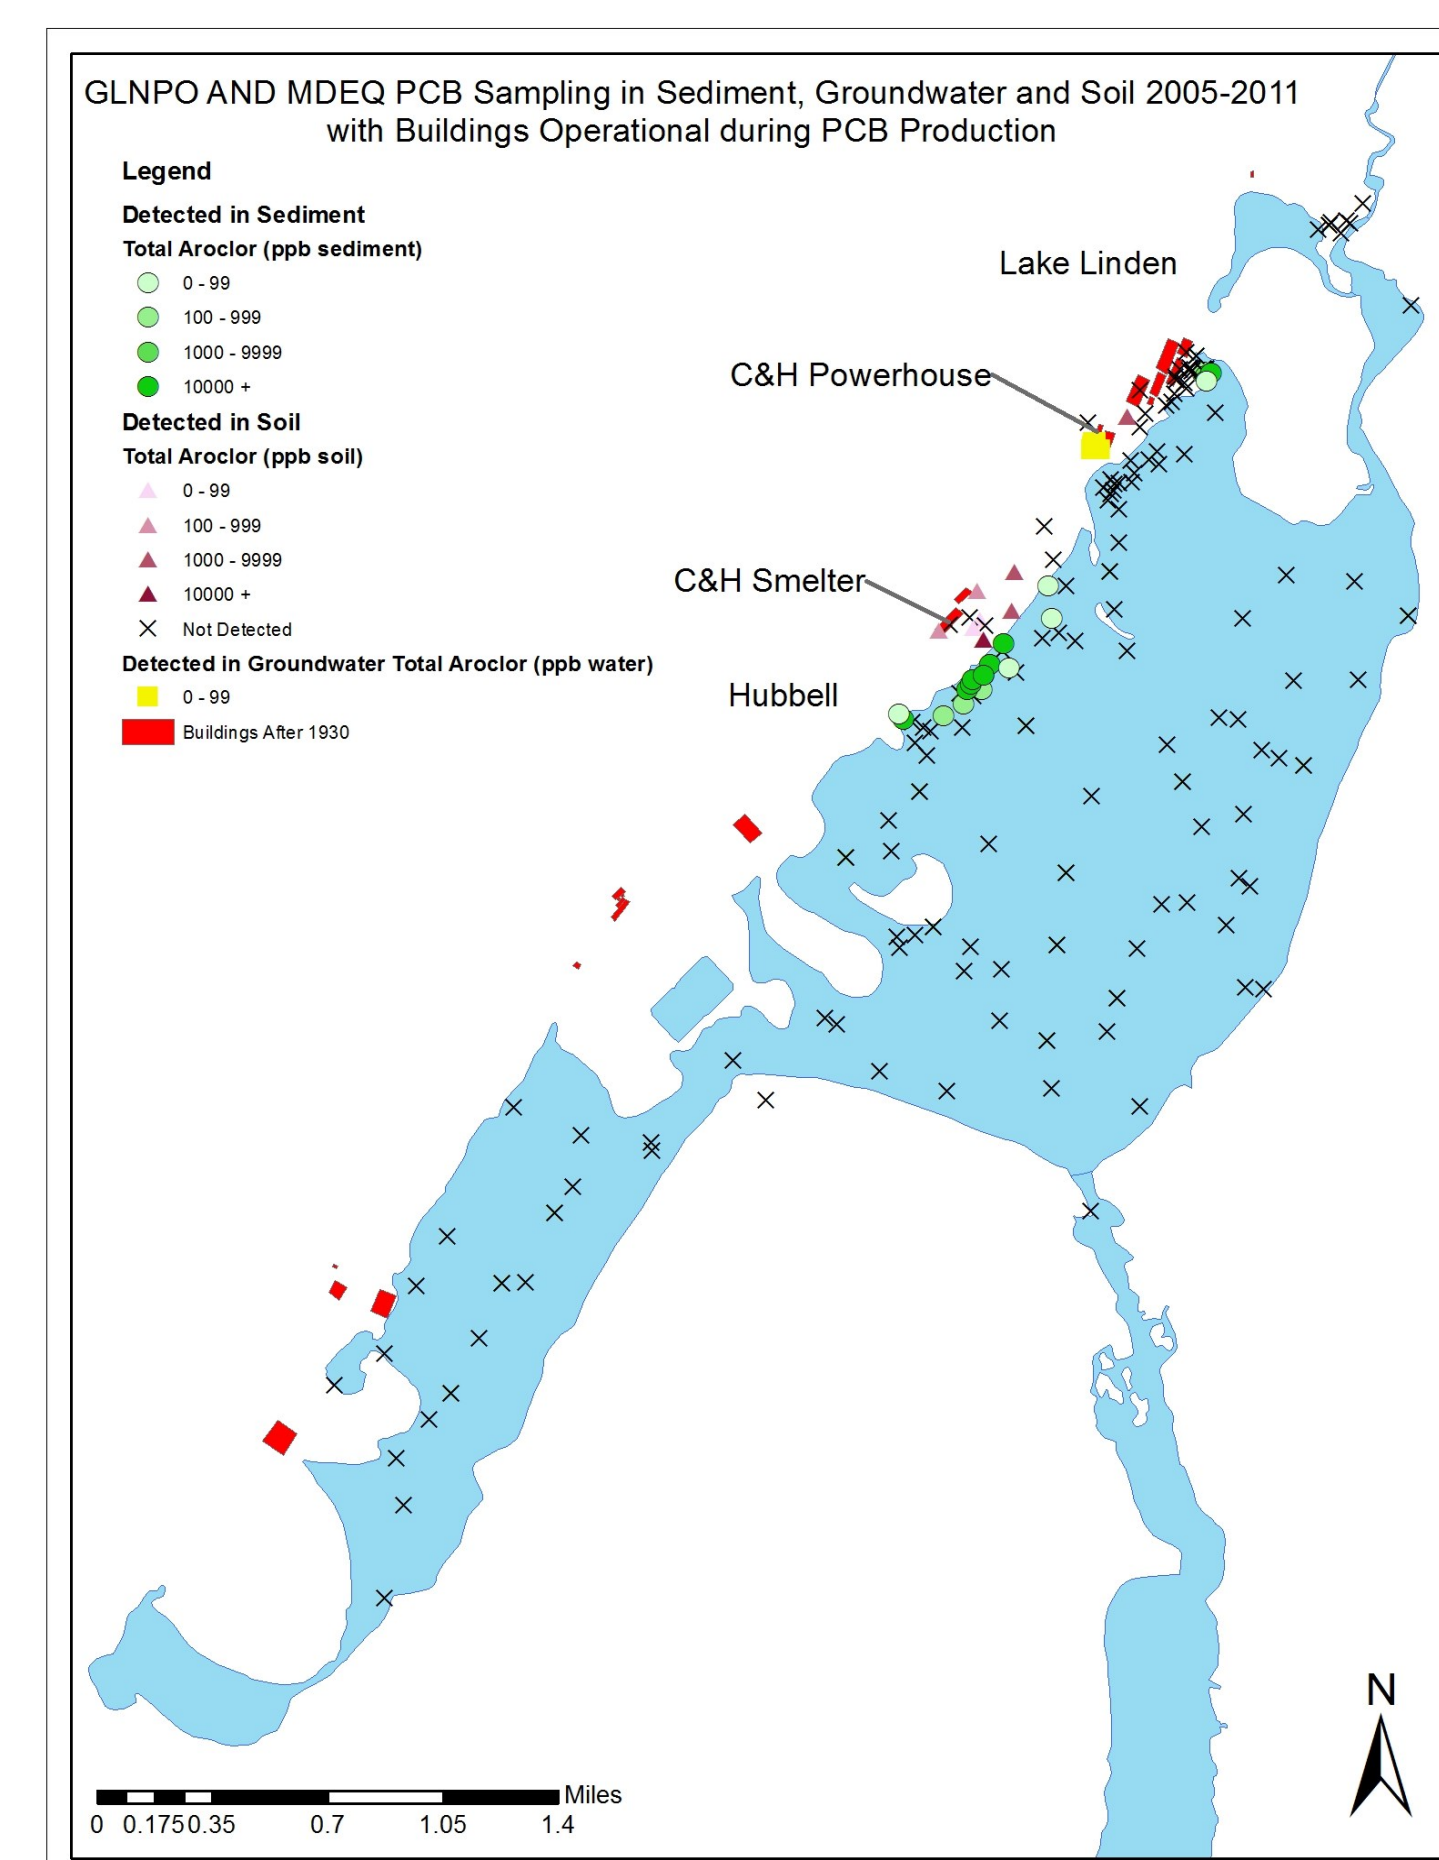 GLNPO AND MDEQ PCB Sampling in Sediment, Groundwater and Soil 2005-2011
with Buildings Operational during PCB Production
Legend
Detected in Sediment
Total Aroclor (ppb sediment)
0 - 99
100 - 999
1000 - 9999
10000 +
Detected in Soil
Total Aroclor (ppb soil)
0 - 99
100 - 999
1000 - 9999
10000 +
Not Detected
Detected in Groundwater Total Aroclor (ppb water)
0 - 99
Buildings After 1930
Lake Linden
C&H Powerhouse
C&H Smelter
Hubbell
N
Miles
0 0.175 0.35 0.7 1.05 1.4